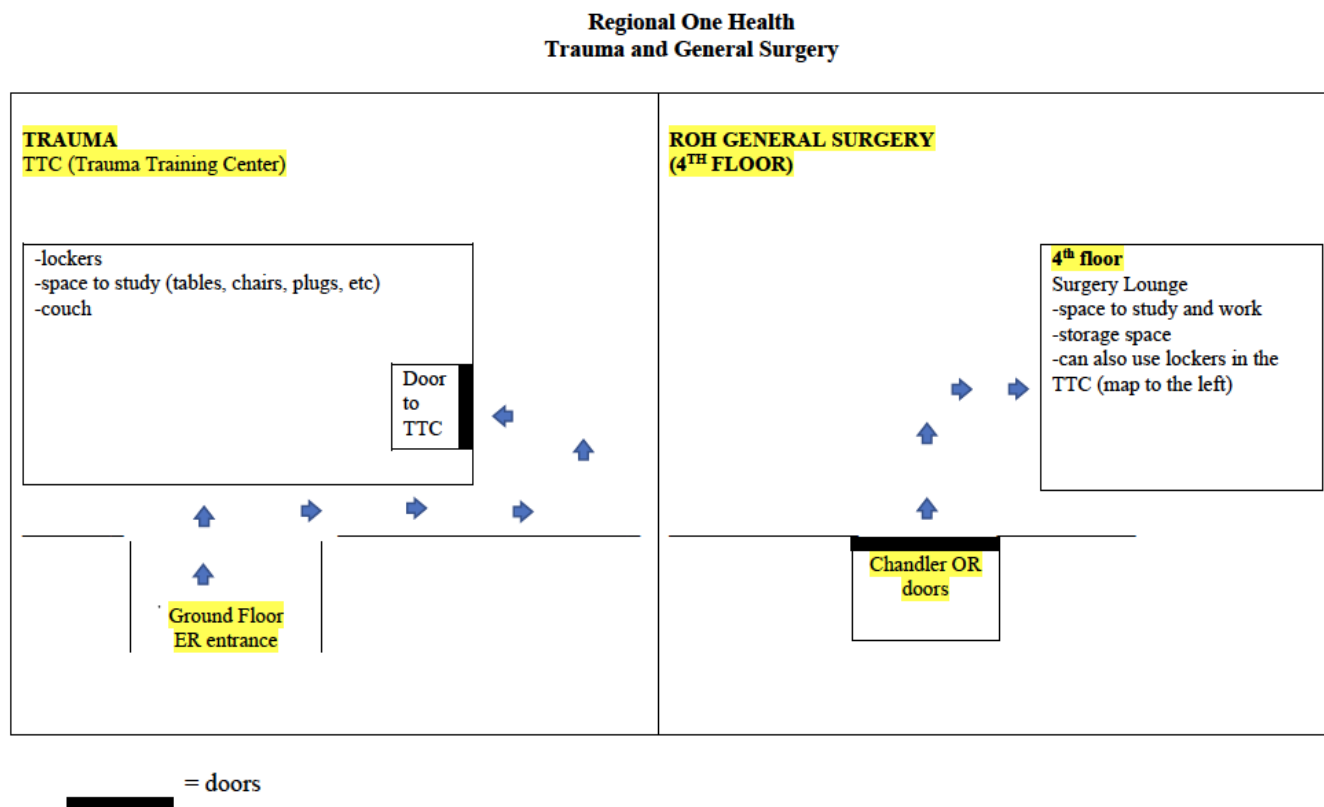 Regional One Health
Trauma and General Surgery
TRAUMA
TTC (Trauma Training Center)
-lockers
-space to study (tables, chairs, plugs, etc)
-couch
Door
to
TTC
Ground Floor
ER entrance
ROH GENERAL SURGERY
(4TH FLOOR)
4th floor
Surgery Lounge
-space to study and work
-storage space
-can also use lockers in the
TTC (map to the left)
Chandler OR
doors
= doors